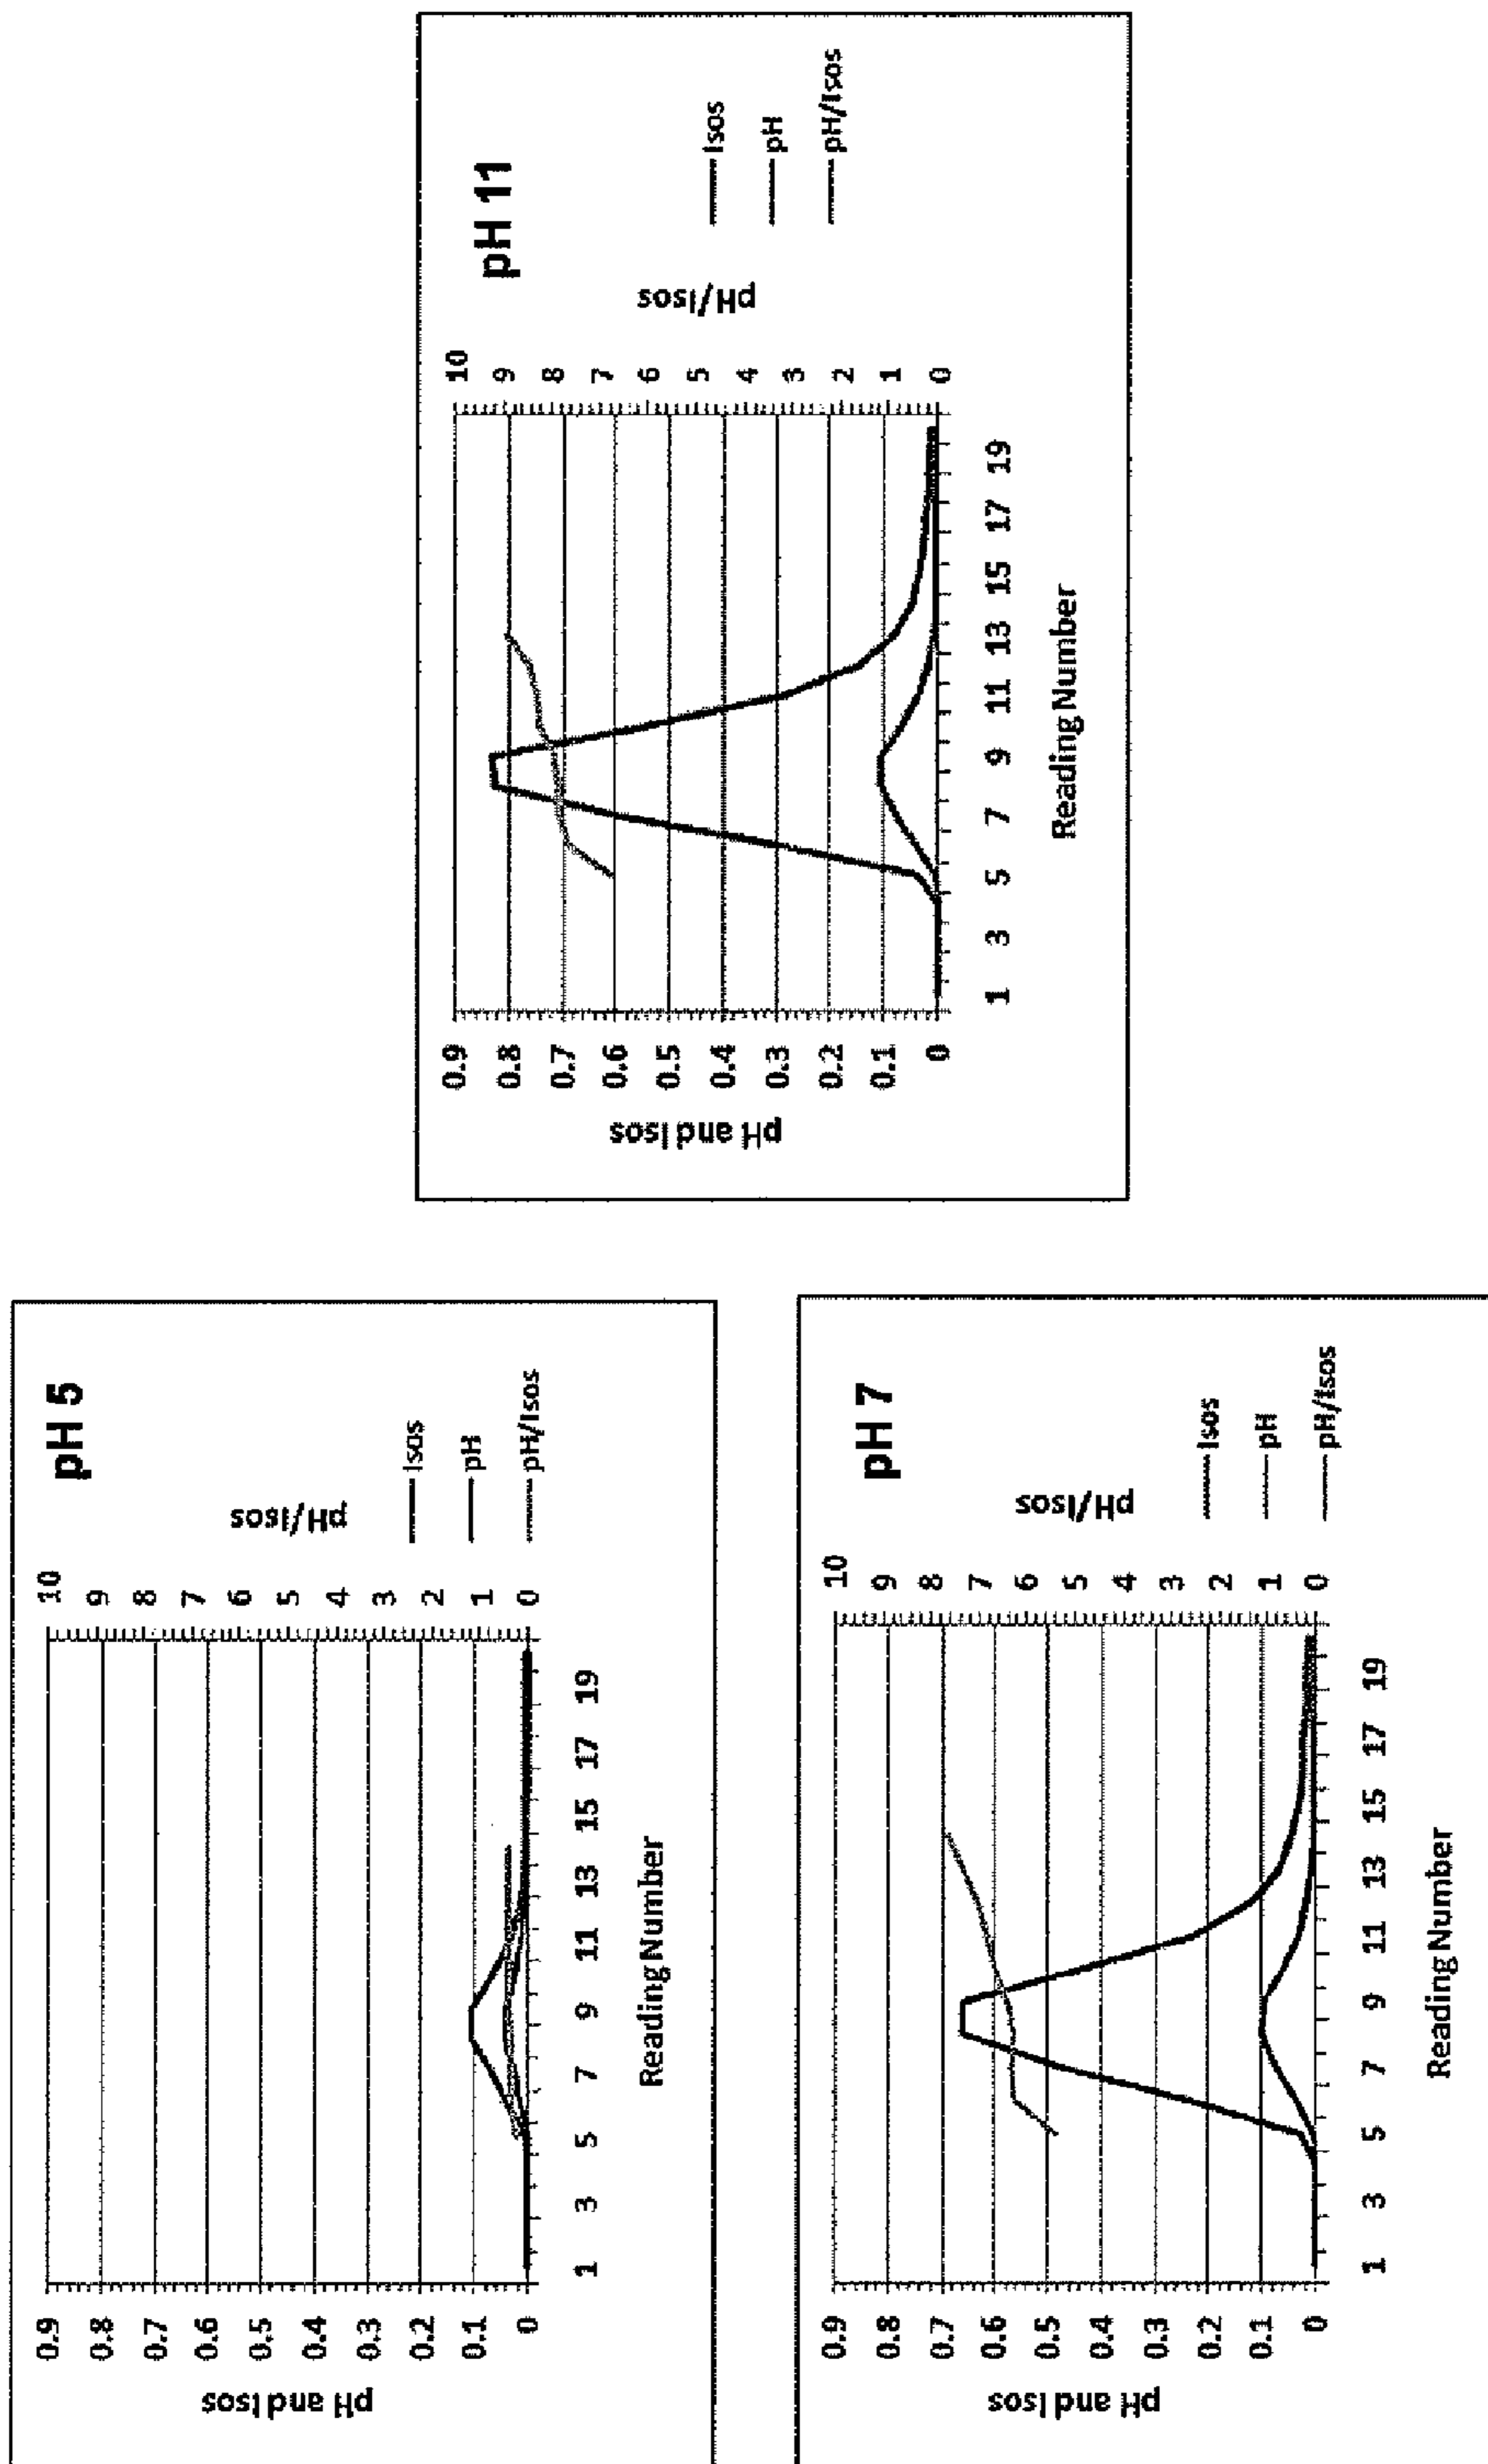 pH 5
pH and Isos
0.9
0.8
0.7
0.6
0.5
0.4
0.3
0.2
0.1
0
10
9
8
7
6
5
4
3
2
1
0
pH/Isos
Isos
pH
pH/Isos
1 3 5 7 9 11 13 15 17 19
Reading Number
pH 7
pH and Isos
0.9
0.8
0.7
0.6
0.5
0.4
0.3
0.2
0.1
0
10
9
8
7
6
5
4
3
2
1
0
pH/Isos
Isos
pH
pH/Isos
1 3 5 7 9 11 13 15 17 19
Reading Number
pH 11
pH and Isos
0.9
0.8
0.7
0.6
0.5
0.4
0.3
0.2
0.1
0
10
9
8
7
6
5
4
3
2
1
0
pH/Isos
Isos
pH
pH/Isos
1 3 5 7 9 11 13 15 17 19
Reading Number